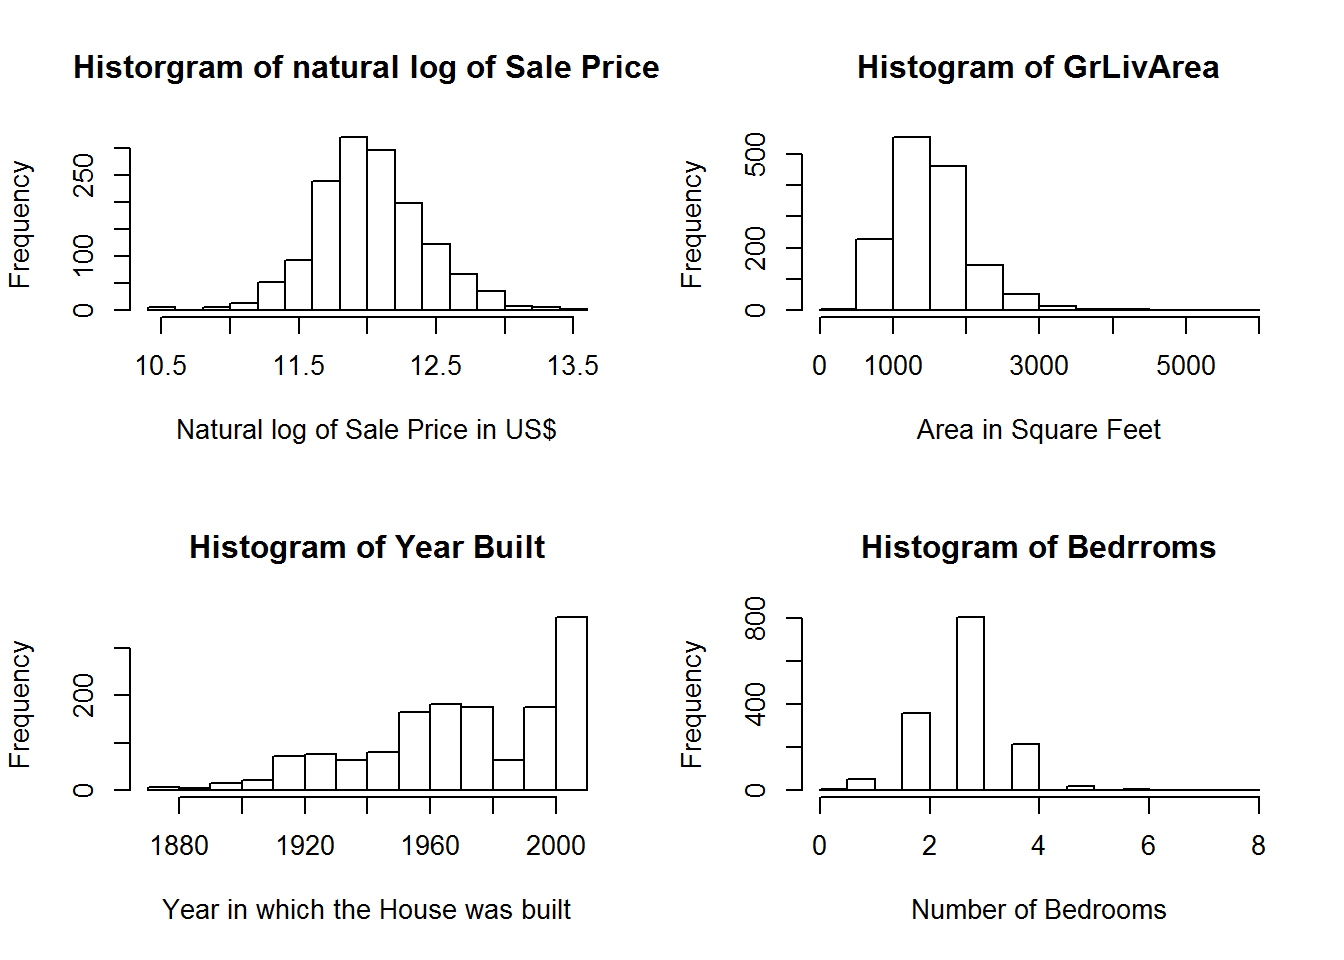 Historgram of natural log of Sale Price
Frequency
0 100 250
10.5 11.5 12.5 13.5
Natural log of Sale Price in US$
Histogram of GrLivArea
Frequency
0 200 500
0 1000 3000 5000
Area in Square Feet
Histogram of Year Built
Frequency
0 200
1880 1920 1960 2000
Year in which the House was built
Histogram of Bedrroms
Frequency
0 400 800
0 2 4 6 8
Number of Bedrooms